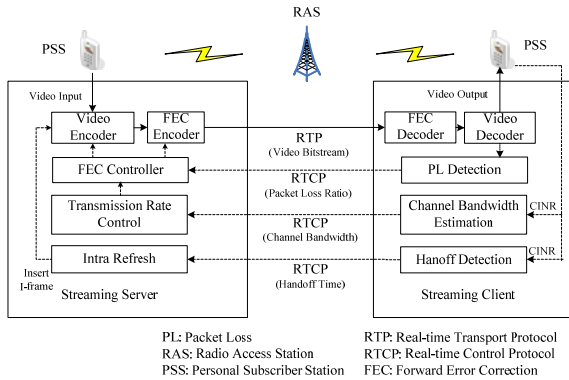 RAS
PSS
PSS
Video Input
Video Output
Video Encoder
FEC Encoder
RTP
(Video Bitstream)
FEC Decoder
Video Decoder
FEC Controller
RTCP
(Packet Loss Ratio)
PL Detection
Transmission Rate Control
RTCP
(Channel Bandwidth)
Channel Bandwidth Estimation
CINR
Intra Refresh
RTCP
(Handoff Time)
Hanoff Detection
CINR
Insert
I-frame
Streaming Server
Streaming Client
PL: Packet Loss
RAS: Radio Access Station
PSS: Personal Subscriber Station
RTP: Real-time Transport Protocol
RTCP: Real-time Control Protocol
FEC: Forward Error Correction